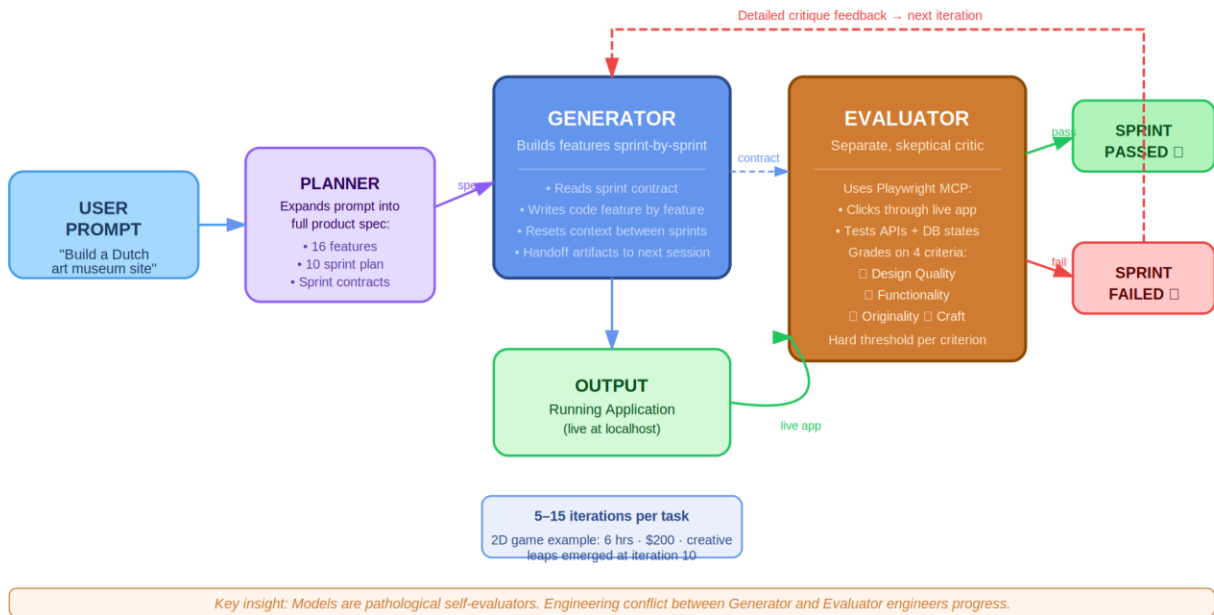 Detailed critique feedback → next iteration
USER
PROMPT
"Build a Dutch
art museum site"
PLANNER
Expands prompt into
full product spec:
• 16 features
• 10 sprint plan
• Sprint contracts
GENERATOR
Builds features sprint-by-sprint
• Reads sprint contract
• Writes code feature by feature
• Resets context between sprints
• Handoff artifacts to next session
contract
EVALUATOR
Separate, skeptical critic
Uses Playwright MCP:
• Clicks through live app
• Tests APIs + DB states
Grades on 4 criteria:
Design Quality
Functionality
Originality Craft
Hard threshold per criterion
pass
SPRINT
PASSED
fail
SPRINT
FAILED
OUTPUT
Running Application
(live at localhost)
live app
5–15 iterations per task
2D game example: 6 hrs · $200 · creative
leaps emerged at iteration 10
Key insight: Models are pathological self-evaluators. Engineering conflict between Generator and Evaluator engineers progress.